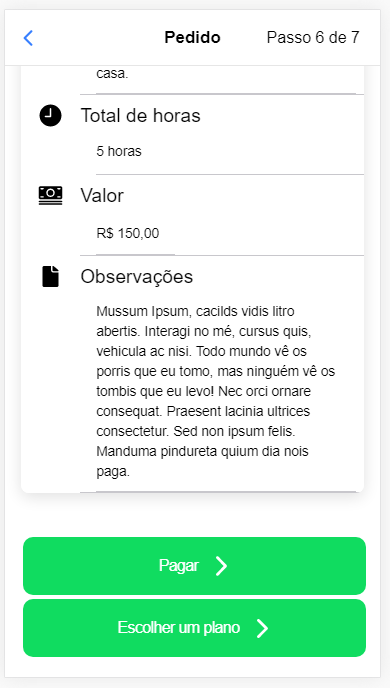 Pedido
Passo 6 de 7
casa.
Total de horas
5 horas
Valor
R$ 150,00
Observações
Mussum Ipsum, cacilds vidis litro
abertis. Interagi no mé, cursus quis,
vehicula ac nisi. Todo mundo vê os
porris que eu tomo, mas ninguém vê os
tombis que eu levo! Nec orci ornare
consequat. Praesent lacinia ultrices
consectetur. Sed non ipsum felis.
Manduma pindureta quium dia nois
paga.
Pagar
Escolher um plano